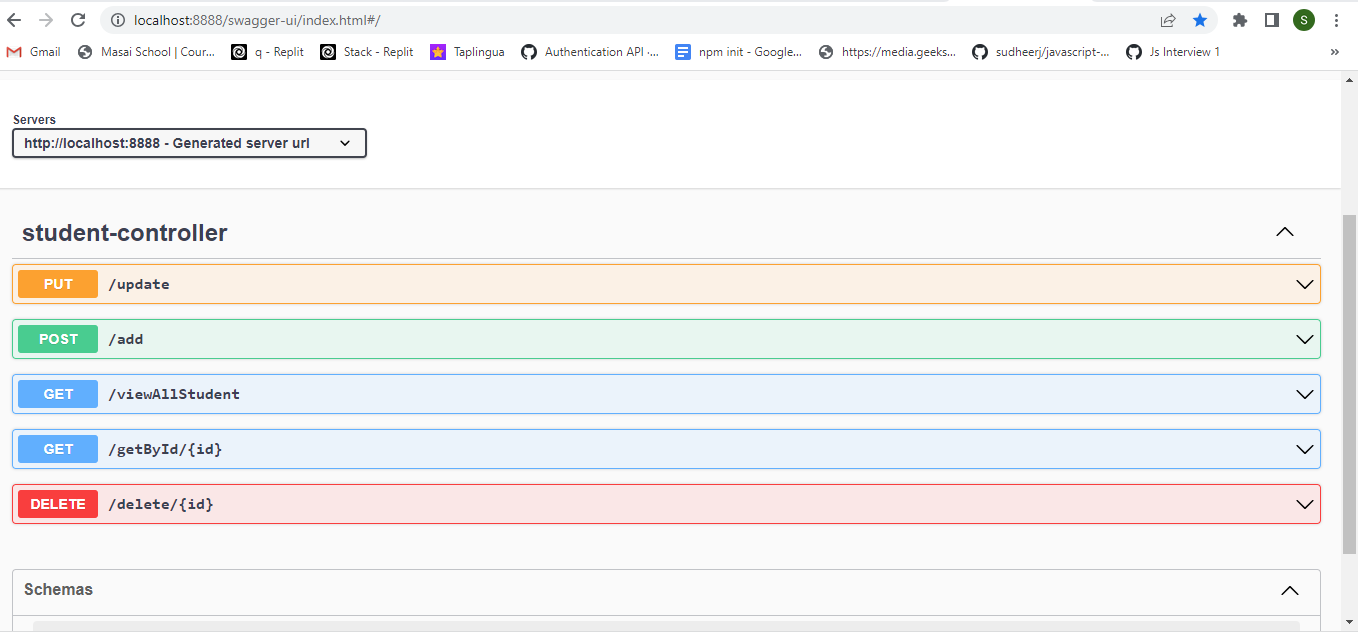 localhost:8888/swagger-ui/index.html#/
S
Gmail Masai School | Cour... q - Replit Stack - Replit Taplingua Authentication API ·... npm init - Google... https://media.geeks... sudheerj/javascript-... Js Interview 1 »
Servers
http://localhost:8888 - Generated server url
student-controller
PUT /update
POST /add
GET /viewAllStudent
GET /getById/{id}
DELETE /delete/{id}
Schemas